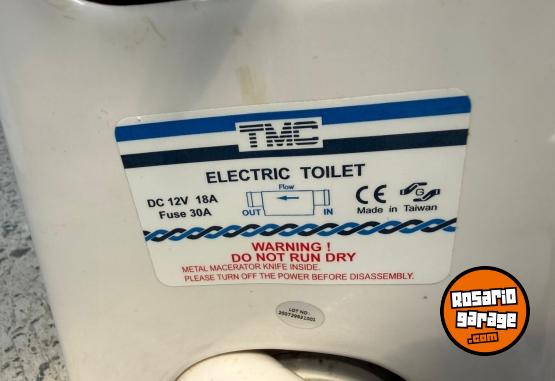 TMC
ELECTRIC TOILET
DC 12V 18A
Fuse 30A
Flow
OUT
IN
CE
G
Made in Taiwan
WARNING !
DO NOT RUN DRY
METAL MACERATOR KNIFE INSIDE.
PLEASE TURN OFF THE POWER BEFORE DISASSEMBLY.
LOT NO:
Rosario
garage
.com